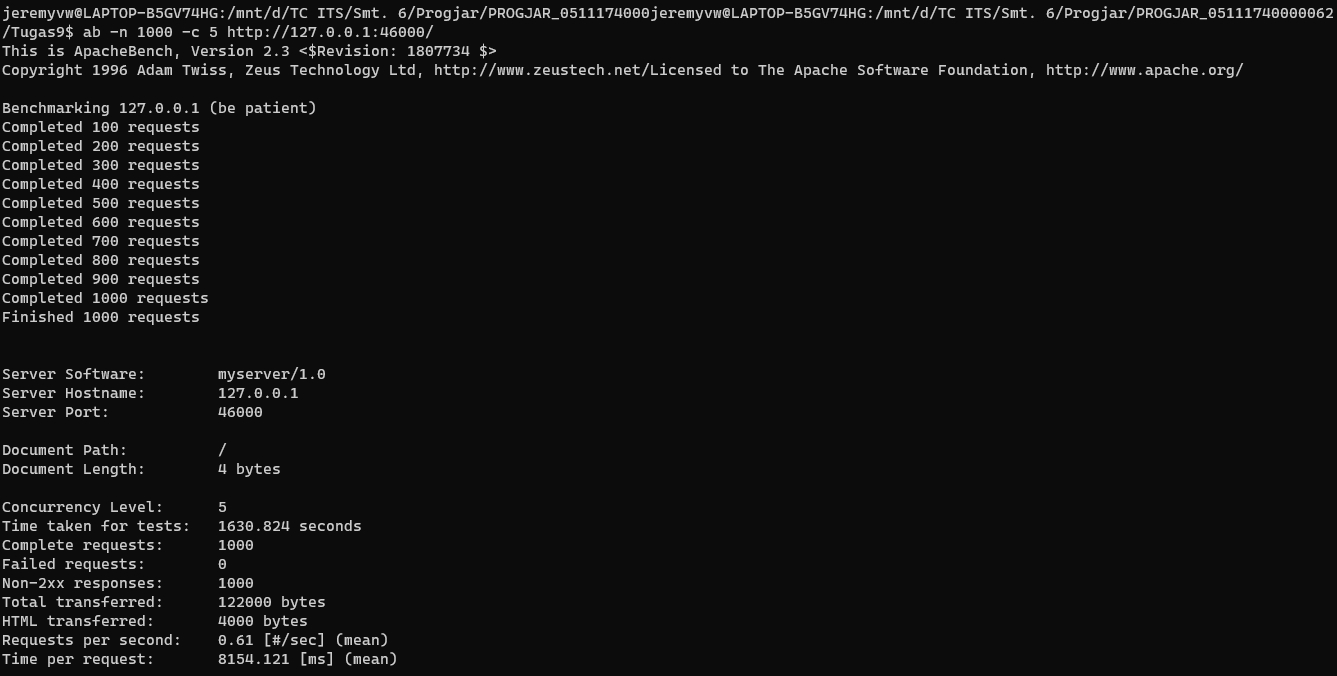 jeremyvw@LAPTOP-B5GV74HG:/mnt/d/TC ITS/Smt. 6/Progjar/PROGJAR_0511174000jeremyvw@LAPTOP-B5GV74HG:/mnt/d/TC ITS/Smt. 6/Progjar/PROGJAR_05111740000062
/Tugas9$ ab -n 1000 -c 5 http://127.0.0.1:46000/
This is ApacheBench, Version 2.3 <$Revision: 1807734 $>
Copyright 1996 Adam Twiss, Zeus Technology Ltd, http://www.zeustech.net/Licensed to The Apache Software Foundation, http://www.apache.org/
Benchmarking 127.0.0.1 (be patient)
Completed 100 requests
Completed 200 requests
Completed 300 requests
Completed 400 requests
Completed 500 requests
Completed 600 requests
Completed 700 requests
Completed 800 requests
Completed 900 requests
Completed 1000 requests
Finished 1000 requests
Server Software: myserver/1.0
Server Hostname: 127.0.0.1
Server Port: 46000
Document Path: /
Document Length: 4 bytes
Concurrency Level: 5
Time taken for tests: 1630.824 seconds
Complete requests: 1000
Failed requests: 0
Non-2xx responses: 1000
Total transferred: 122000 bytes
HTML transferred: 4000 bytes
Requests per second: 0.61 [#/sec] (mean)
Time per request: 8154.121 [ms] (mean)